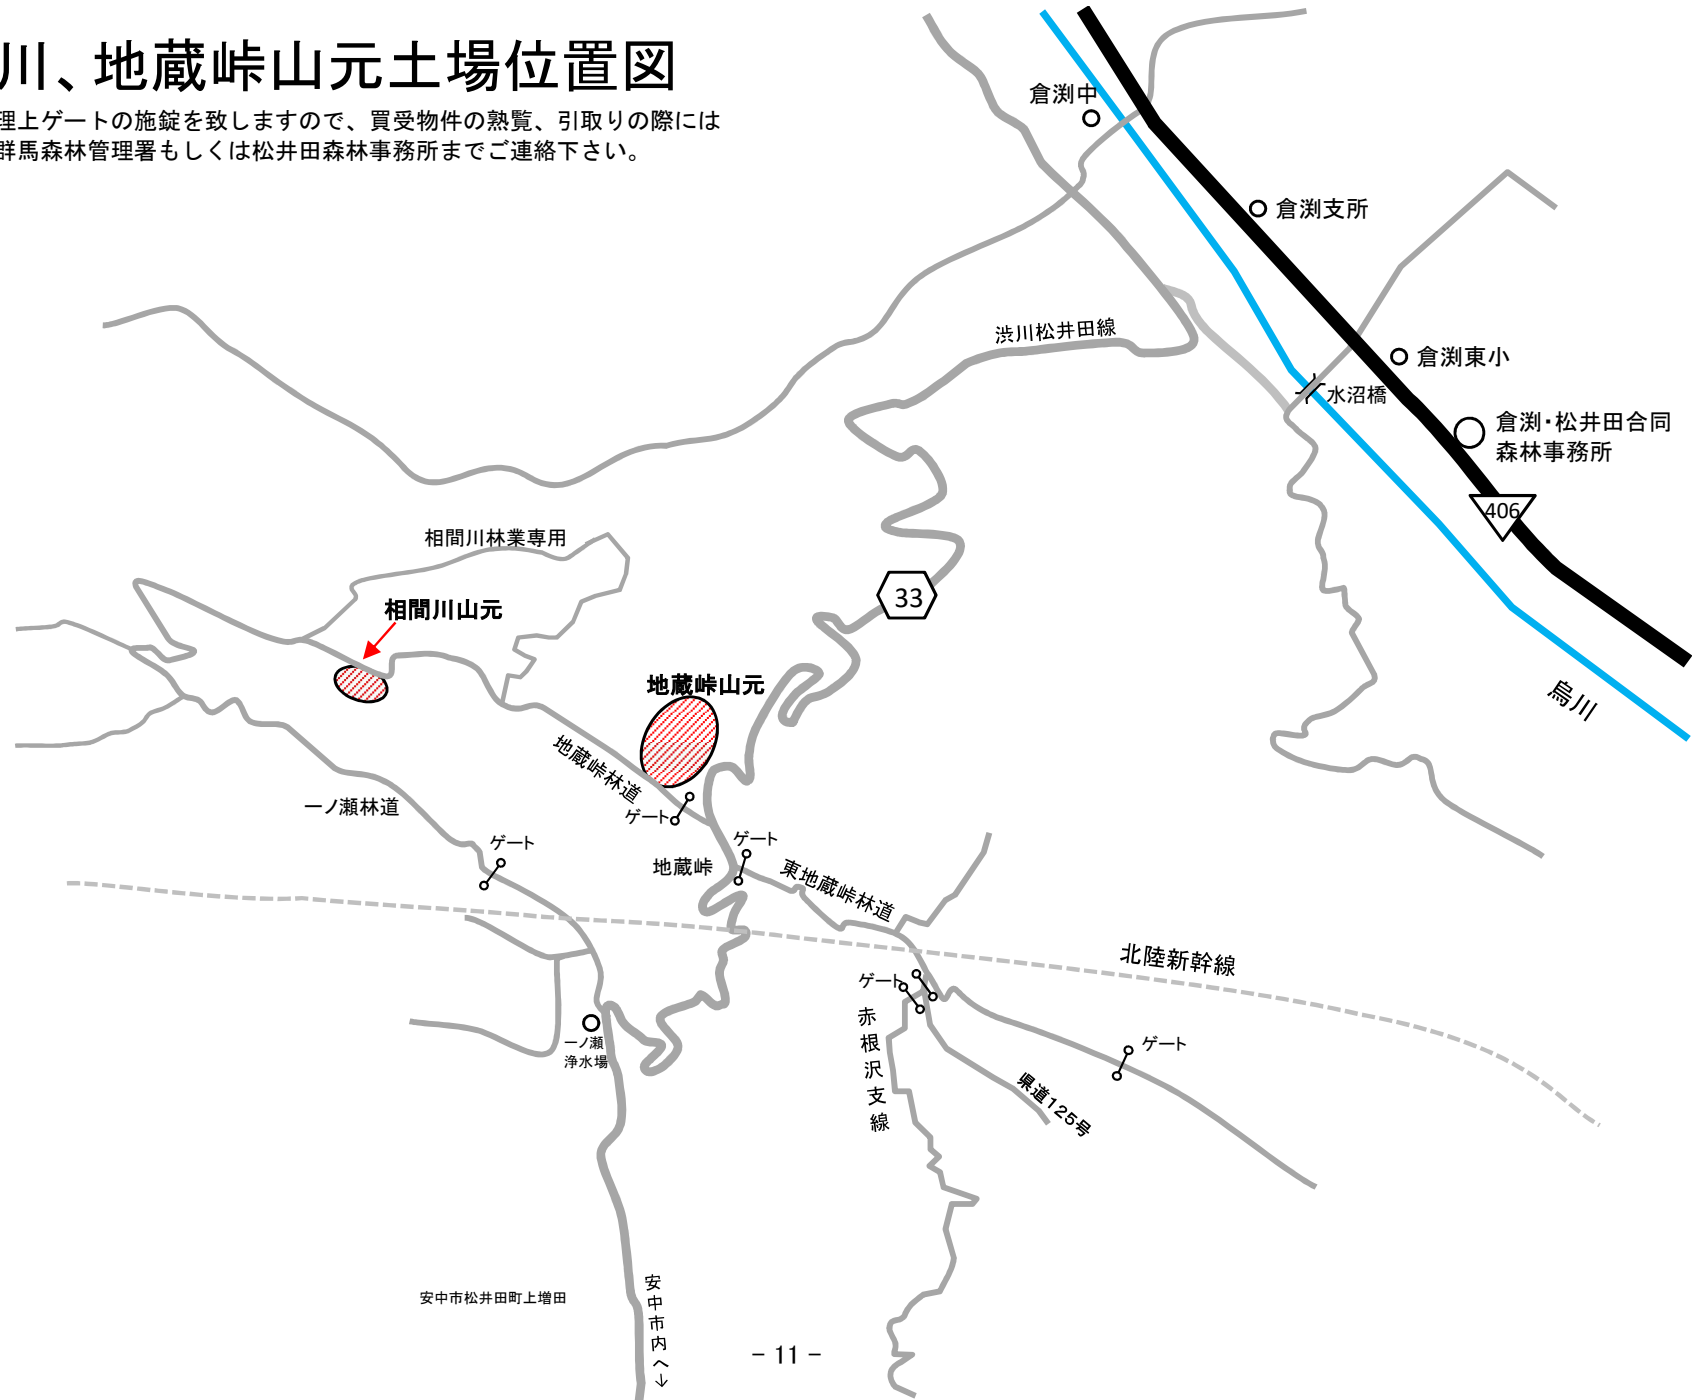 川、地蔵峠山元土場位置図
理上ゲートの施錠を致しますので、買受物件の熟覧、引取りの際には
群馬森林管理署もしくは松井田森林事務所までご連絡下さい。
倉渕中
倉渕支所
渋川松井田線
倉渕東小
水沼橋
倉渕・松井田合同
森林事務所
406
相間川林業専用
相間川山元
33
地蔵峠山元
烏川
地蔵峠林道
一ノ瀬林道
ゲート
ゲート
ゲート
地蔵峠
東地蔵峠林道
北陸新幹線
ゲート
赤根沢支線
ゲート
一ノ瀬
浄水場
県道125号
安中市松井田町上増田
安中市内へ↓
- 11 -